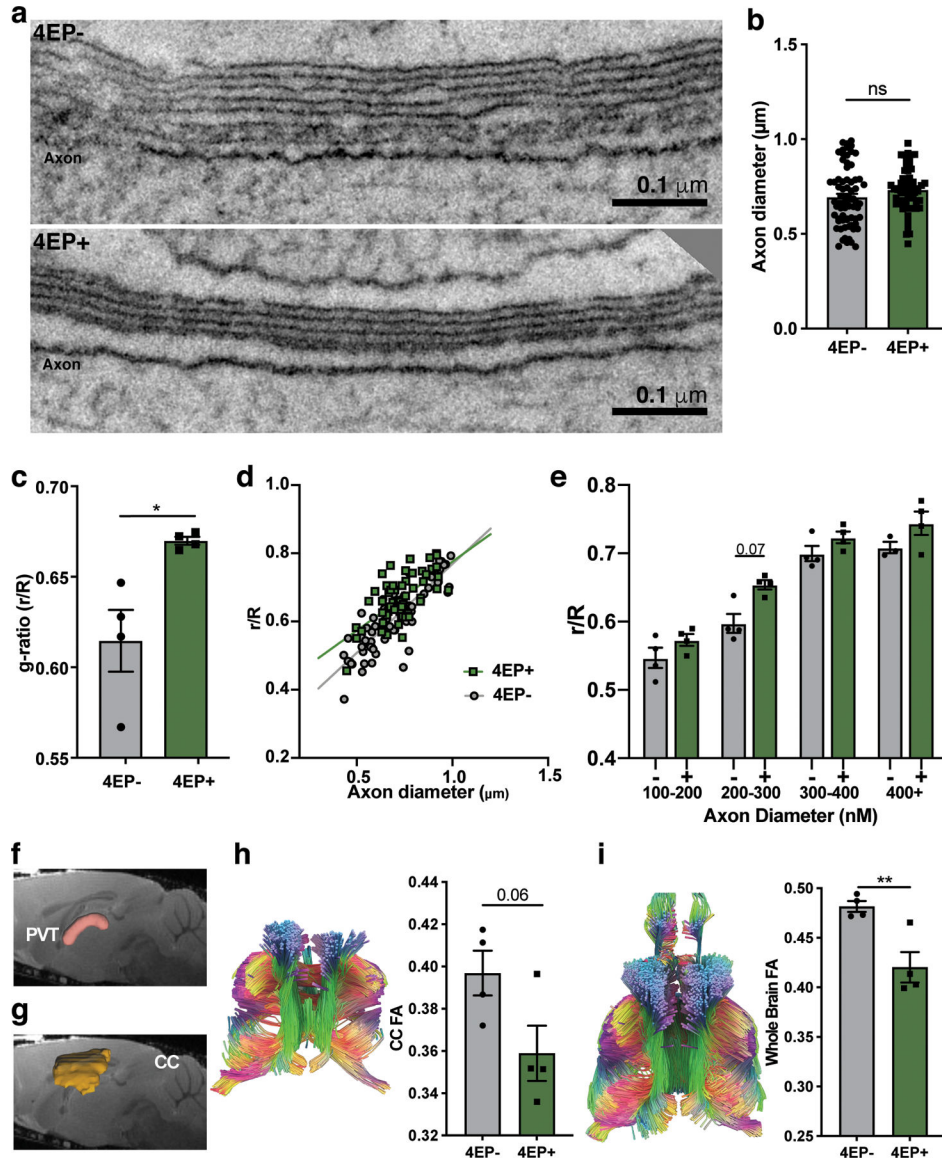 a
4EP-
Axon
0.1 μm
4EP+
Axon
0.1 μm
b
Axon diameter (μm)
1.5
1.0
0.5
0.0
ns
4EP-
4EP+
c
g-ratio (r/R)
0.70
0.65
0.60
0.55
*
4EP-
4EP+
d
r/R
1.0
0.8
0.6
0.4
0.2
4EP+
4EP-
0.5
1.0
1.5
Axon diameter (μm)
e
r/R
0.8
0.7
0.6
0.5
0.4
0.07
- + - + - + - +
100-200 200-300 300-400 400+
Axon Diameter (nM)
f
PVT
g
CC
h
CC FA
0.44
0.42
0.40
0.38
0.36
0.34
0.32
0.06
4EP-
4EP+
i
Whole Brain FA
0.50
0.45
0.40
0.35
0.30
0.25
**
4EP-
4EP+